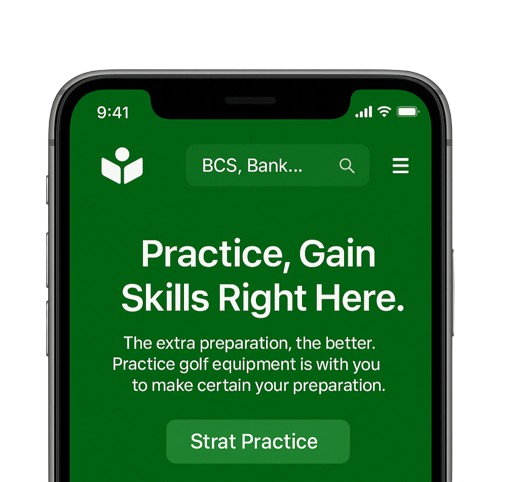 9:41
BCS, Bank...
Practice, Gain
Skills Right Here.
The extra preparation, the better.
Practice golf equipment is with you
to make certain your preparation.
Strat Practice